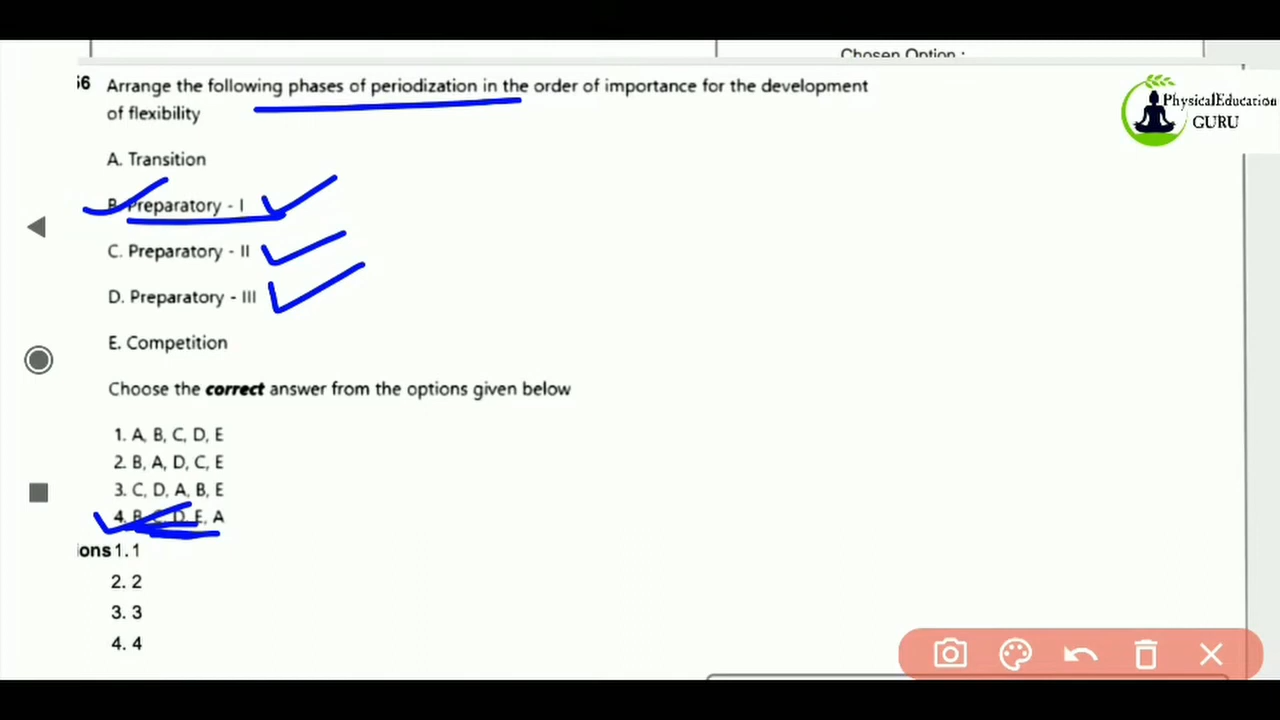 Chosen Option :
56 Arrange the following phases of periodization in the order of importance for the development
of flexibility
PhysicalEducation
GURU
A. Transition
B. Preparatory - I
C. Preparatory - II
D. Preparatory - III
E. Competition
Choose the correct answer from the options given below
1. A, B, C, D, E
2. B, A, D, C, E
3. C, D, A, B, E
4. B, C, D, E, A
ions 1. 1
2. 2
3. 3
4. 4